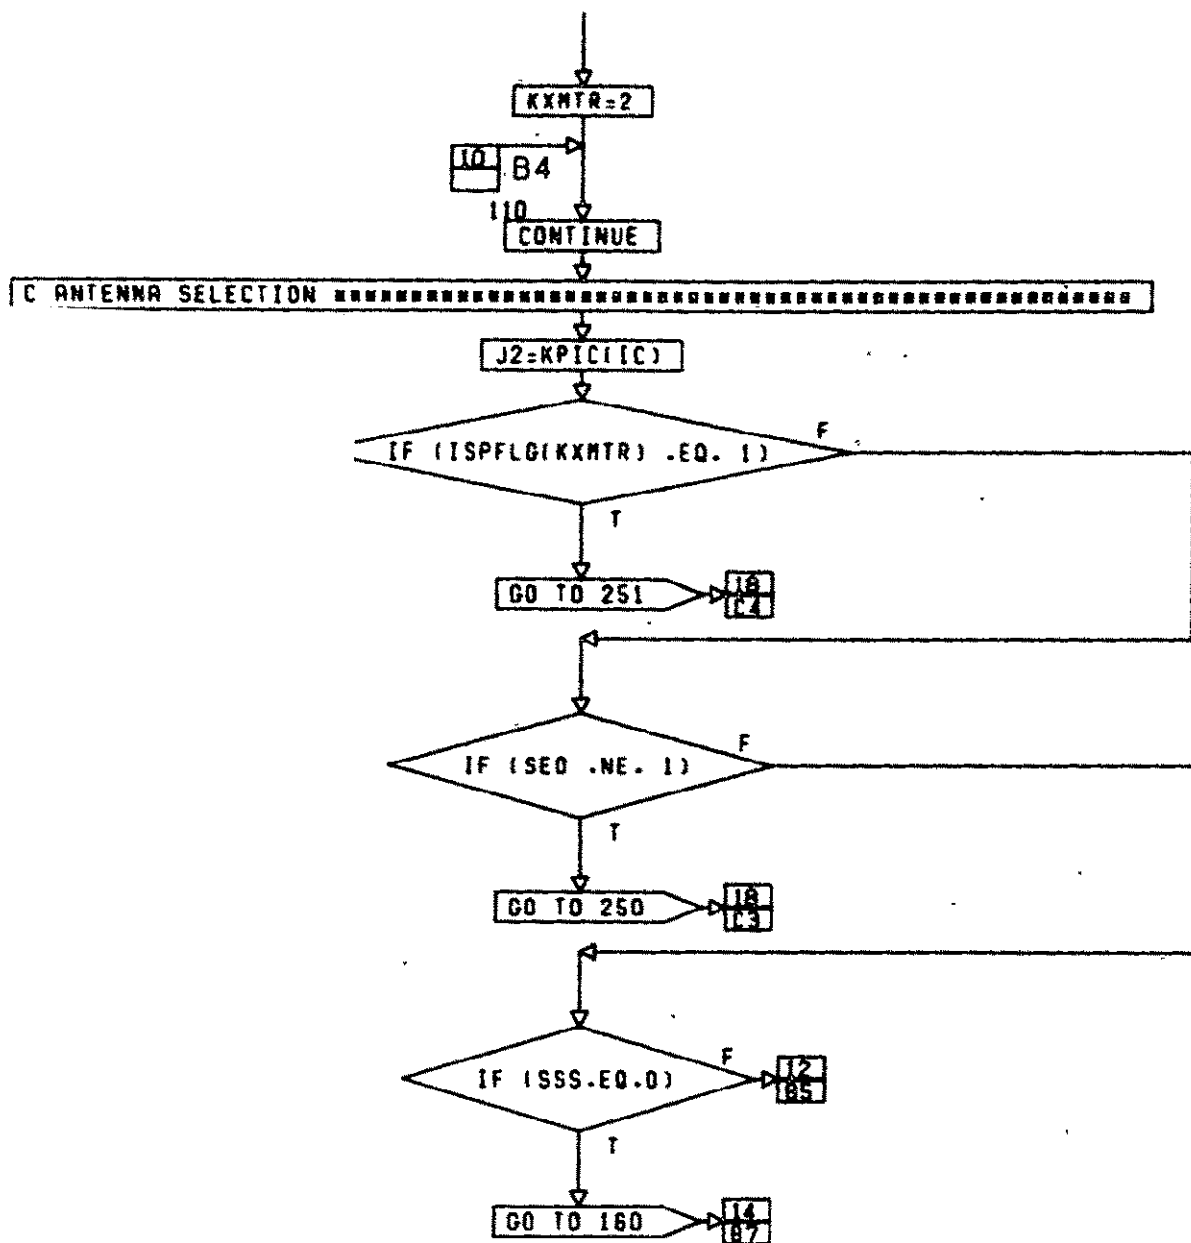 KXMTR=2
10
B4
110
CONTINUE
C ANTENNA SELECTION
J2=KPIC(IC)
F
IF (ISPFLG(KXMTR) .EQ. 1)
T
GO TO 251
18
C4
F
IF (SEO .NE. 1)
T
GO TO 250
18
C3
F
IF (SSS.EQ.0)
12
B5
T
GO TO 160
14
B7